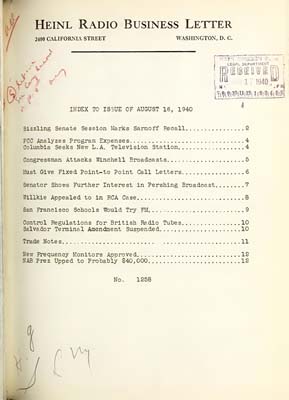 HEINL RADIO BUSINESS LETTER
2400 CALIFORNIA STREET WASHINGTON, D. C.
LEGAL DEPARTMENT
RECEIVED
1940
INDEX TO ISSUE OF AUGUST 16, 1940
Sizzling Senate Session Marks Sarnoff Recall...............2
FCC Analyzes Program Expenses..............................4
Columbia Seeks New L.A. Television Station.................4
Congressman Attacks Winchell Broadcasts....................5
Must Give Fixed Point-to Point Call Letters................6
Senator Shows Further Interest in Pershing Broadcast.......7
Willkie Appealed to in RCA Case............................8
San Francisco Schools Would Try FM.........................9
Control Regulations for British Radio Tubes...............10
Salvador Terminal Amendment Suspended.....................10
Trade Notes...............................................11
New Frequency Monitors Approved...........................12
NAB Prez Upped to Probably $40,000........................12
No. 1258